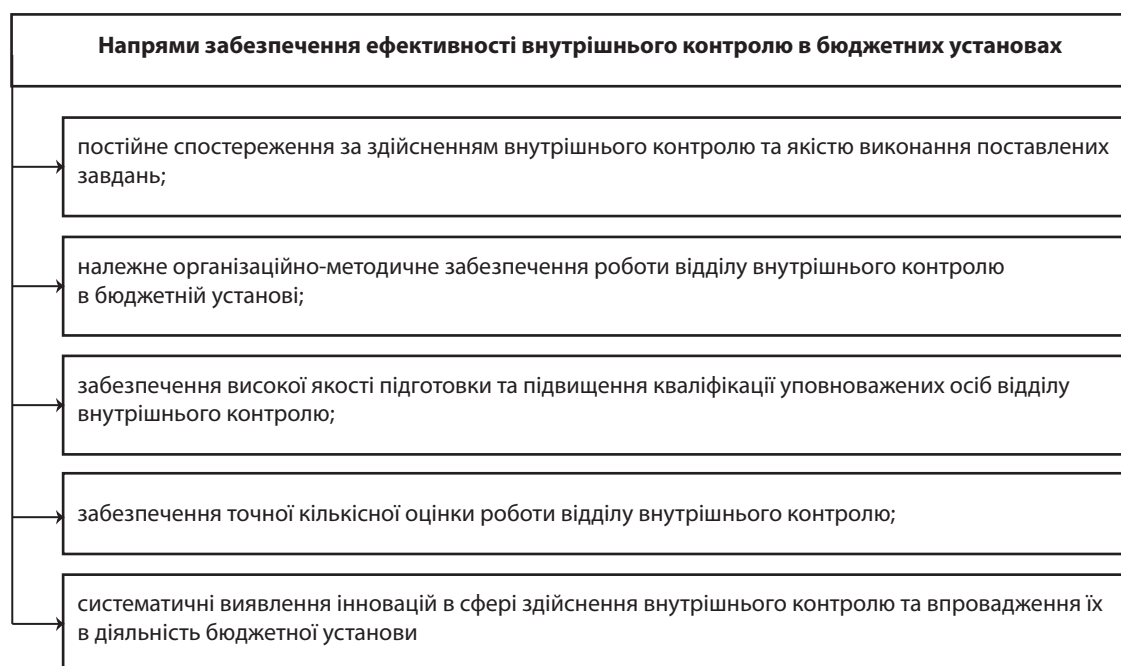 Напрями забезпечення ефективності внутрішнього контролю в бюджетних установах
постійне спостереження за здійсненням внутрішнього контролю та якістю виконання поставлених
завдань;
належне організаційно-методичне забезпечення роботи відділу внутрішнього контролю
в бюджетній установі;
забезпечення високої якості підготовки та підвищення кваліфікації уповноважених осіб відділу
внутрішнього контролю;
забезпечення точної кількісної оцінки роботи відділу внутрішнього контролю;
систематичні виявлення інновацій в сфері здійснення внутрішнього контролю та впровадження їх
в діяльність бюджетної установи